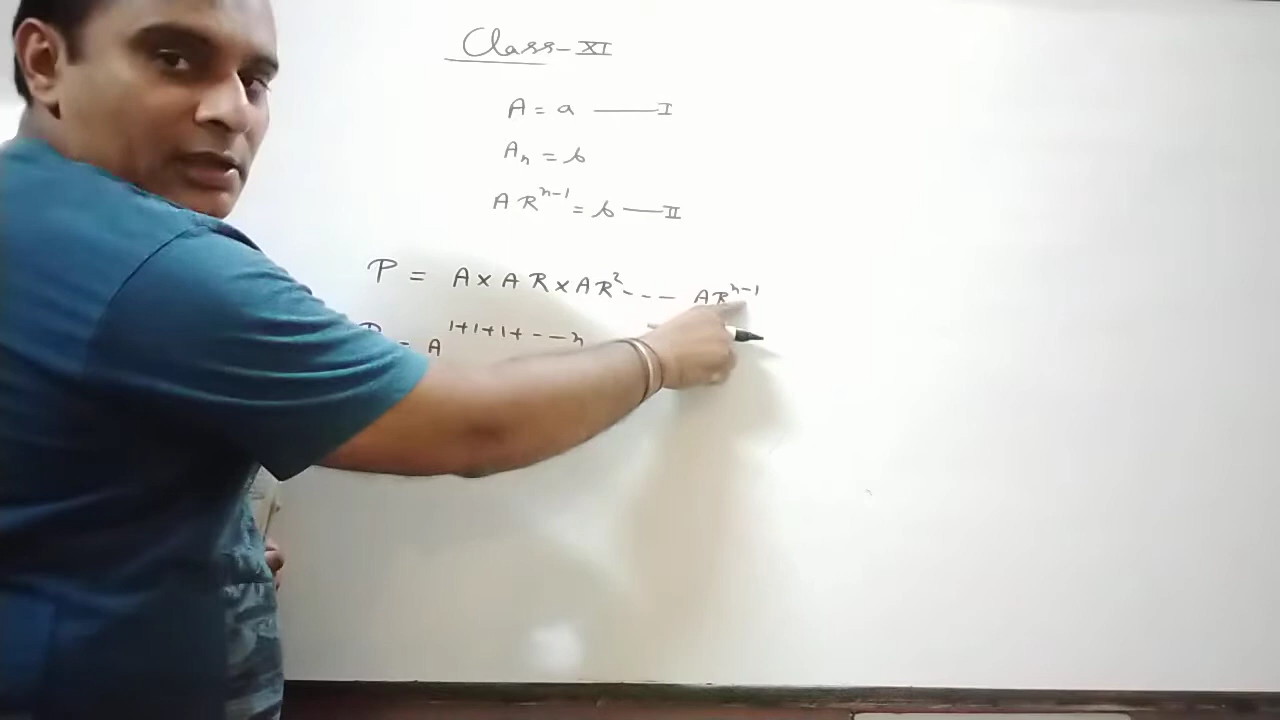 Class-XI
A = a ——— I
Aₙ = b
A Rⁿ⁻¹ = b —— II
P = A × A R × A R² - - - A Rⁿ⁻¹
P = A^1+1+1+ - - - n